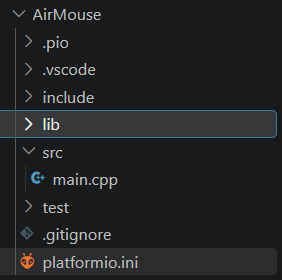 AirMouse
.pio
.vscode
include
lib
src
main.cpp
test
.gitignore
platformio.ini